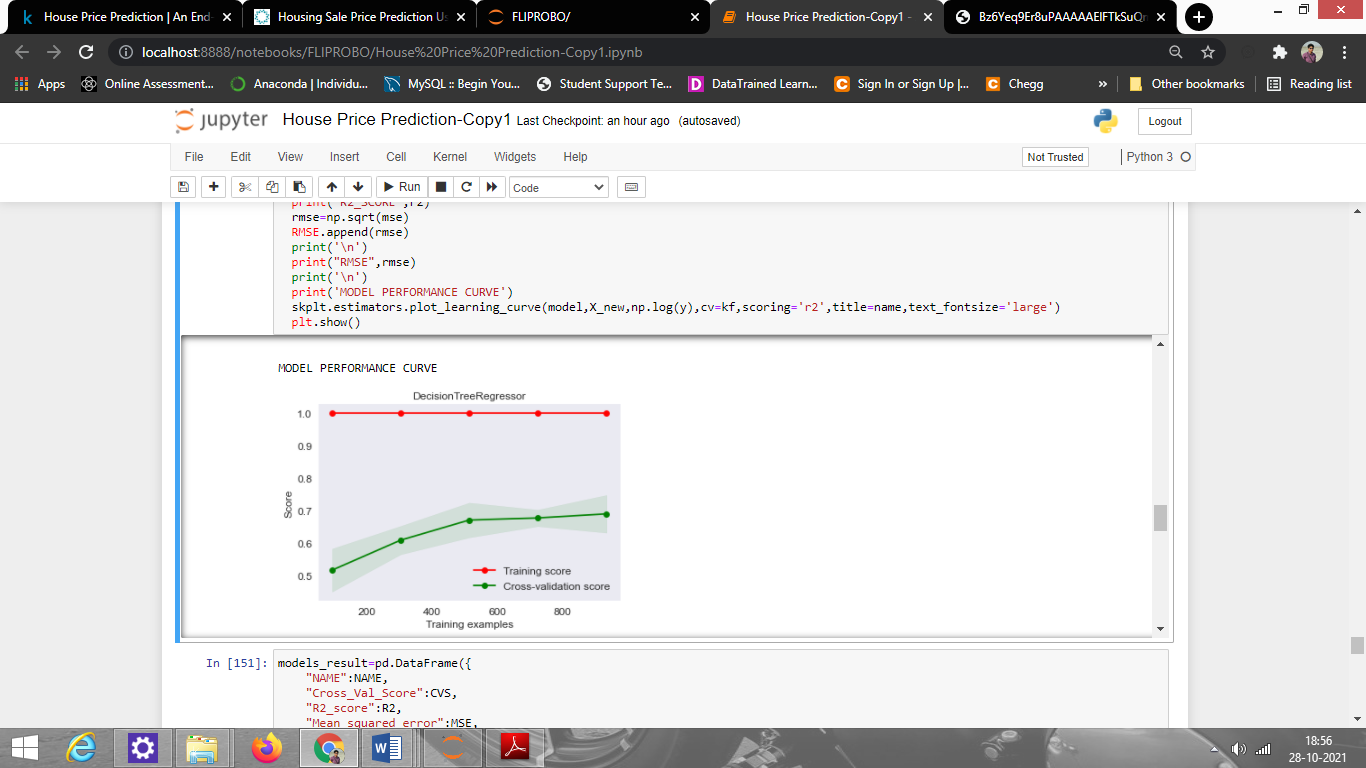 House Price Prediction | An End
Housing Sale Price Prediction Us
FLIPROBO/
House Price Prediction-Copy1 -
Bz6Yeq9Er8uPAAAAAElFTkSuQm
localhost:8888/notebooks/FLIPROBO/House%20Price%20Prediction-Copy1.ipynb
Apps
Online Assessment...
Anaconda | Individu...
MySQL :: Begin You...
Student Support Te...
DataTrained Learn...
Sign In or Sign Up |...
Chegg
»
Other bookmarks
Reading list
jupyter House Price Prediction-Copy1 Last Checkpoint: an hour ago (autosaved)
Logout
File Edit View Insert Cell Kernel Widgets Help
Not Trusted
Python 3
Run
Code
print("R2_SCORE",r2)
rmse=np.sqrt(mse)
RMSE.append(rmse)
print('\n')
print("RMSE",rmse)
print('\n')
print('MODEL PERFORMANCE CURVE')
skplt.estimators.plot_learning_curve(model,X_new,np.log(y),cv=kf,scoring='r2',title=name,text_fontsize='large')
plt.show()
MODEL PERFORMANCE CURVE
DecisionTreeRegressor
1.0
0.9
0.8
0.7
0.6
0.5
Score
Training score
Cross-validation score
200 400 600 800
Training examples
In [151]: models_result=pd.DataFrame({
"NAME":NAME,
"Cross_Val_Score":CVS,
"R2_score":R2,
"Mean_squared_error":MSE,
18:56
28-10-2021